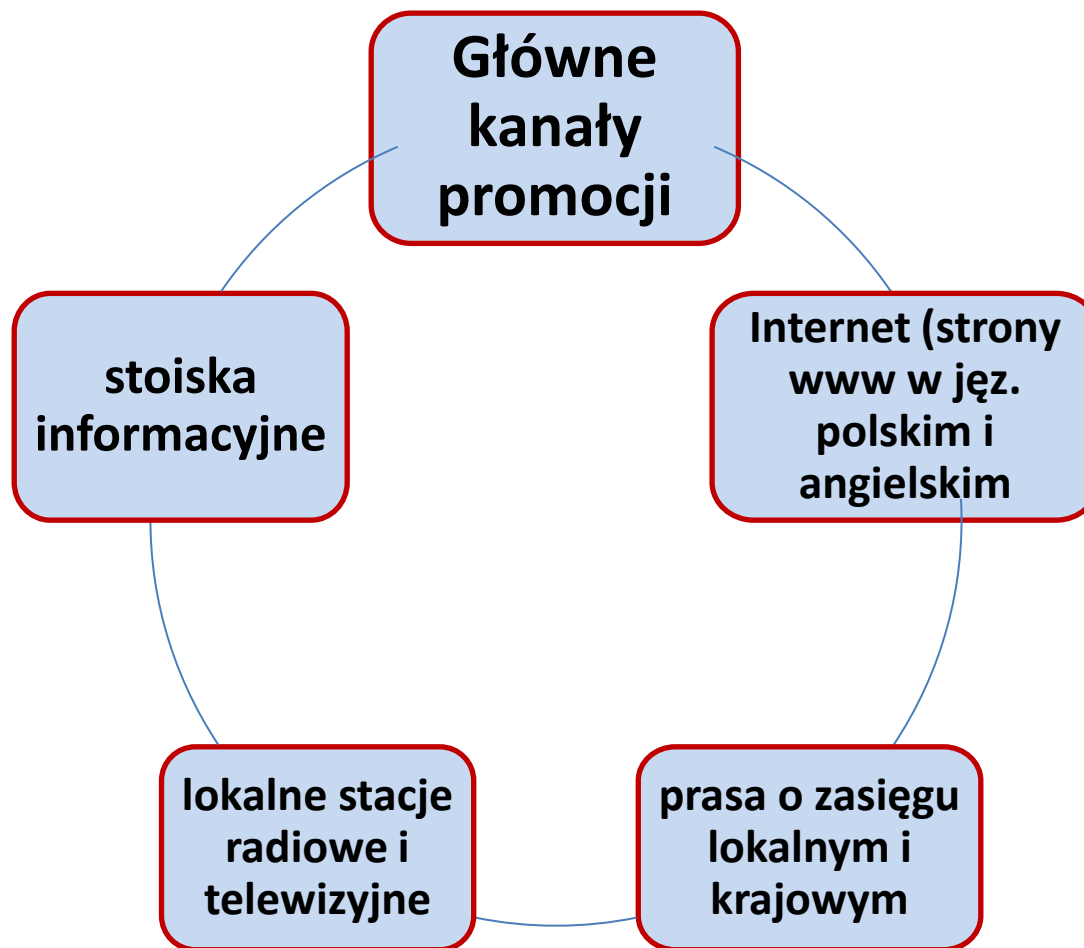 Główne
kanały
promocji
Internet (strony
www w jęz.
polskim i
angielskim
prasa o zasięgu
lokalnym i
krajowym
lokalne stacje
radiowe i
telewizyjne
stoiska
informacyjne